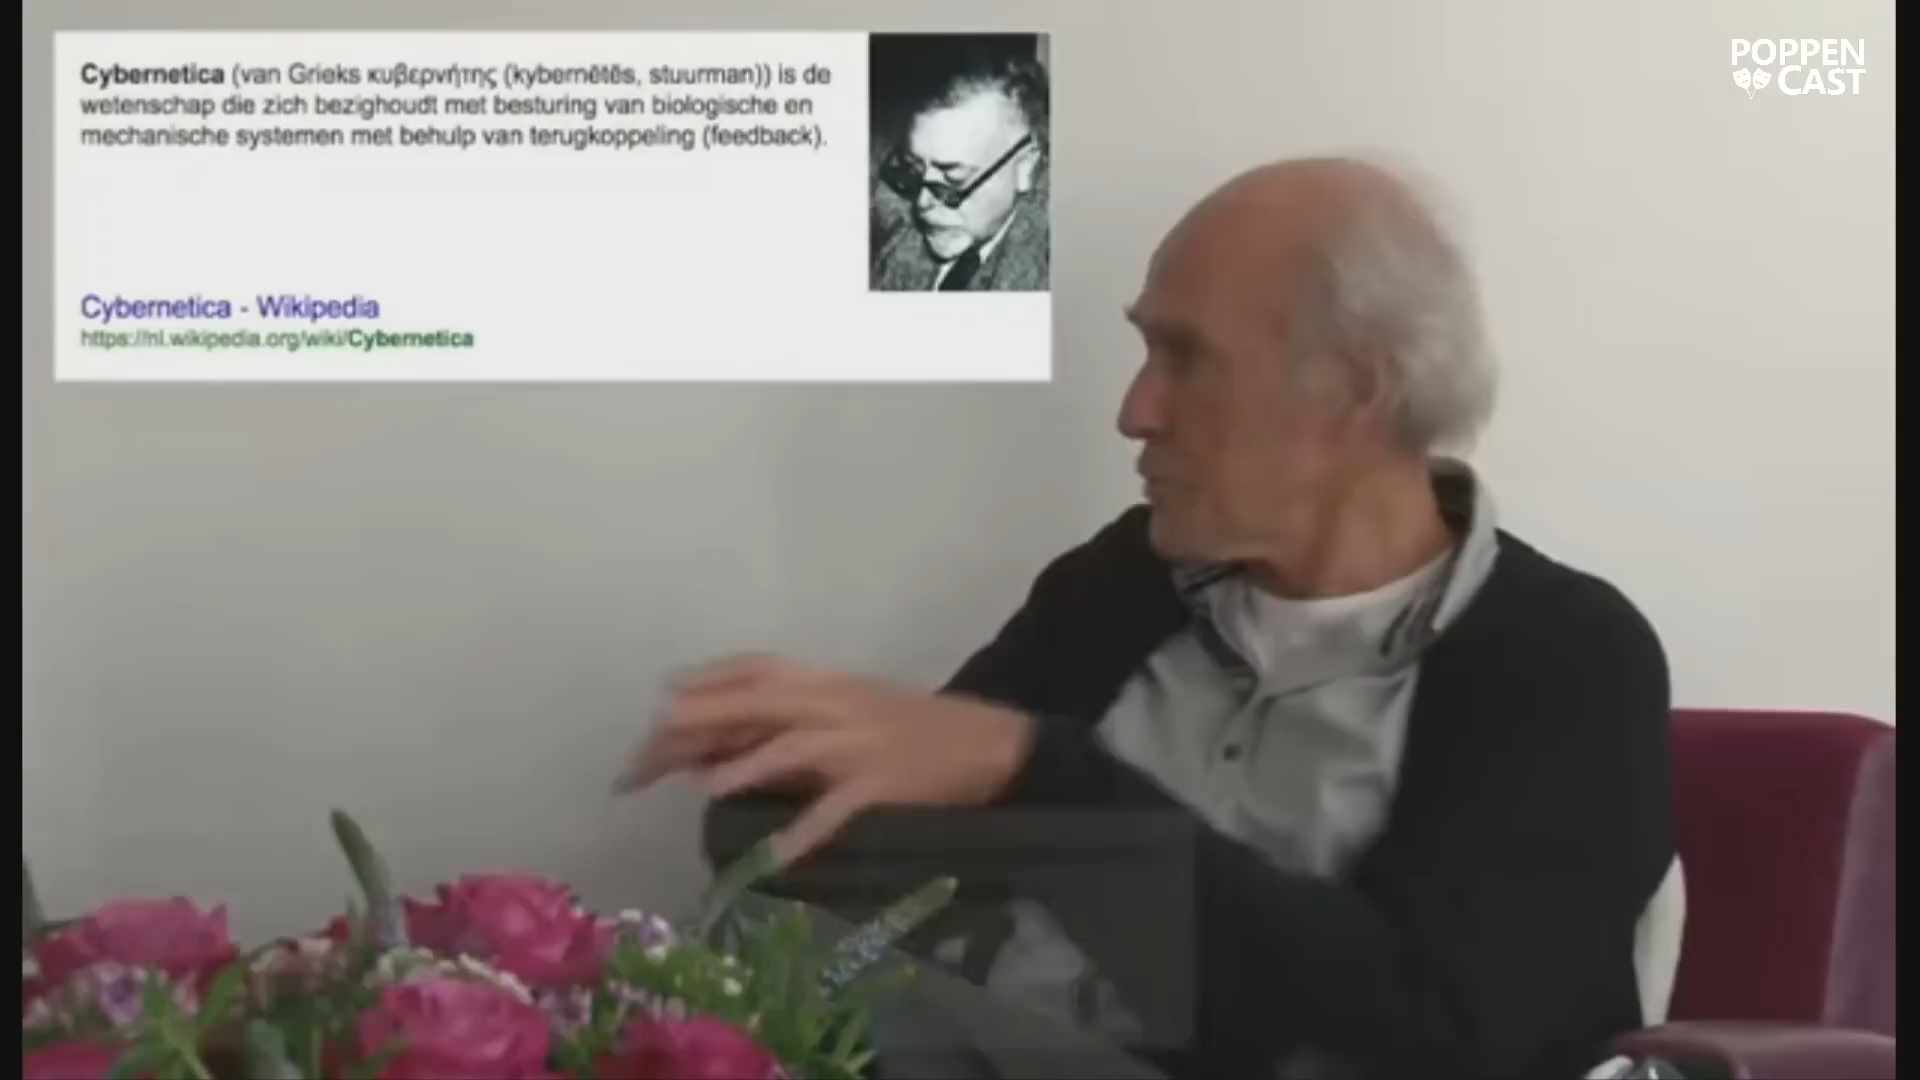 Cybernetica (van Grieks κυβερνήτης (kybernētēs, stuurman)) is de
wetenschap die zich bezighoudt met besturing van biologische en
mechanische systemen met behulp van terugkoppeling (feedback).
Cybernetica - Wikipedia
https://nl.wikipedia.org/wiki/Cybernetica
POPPEN
CAST